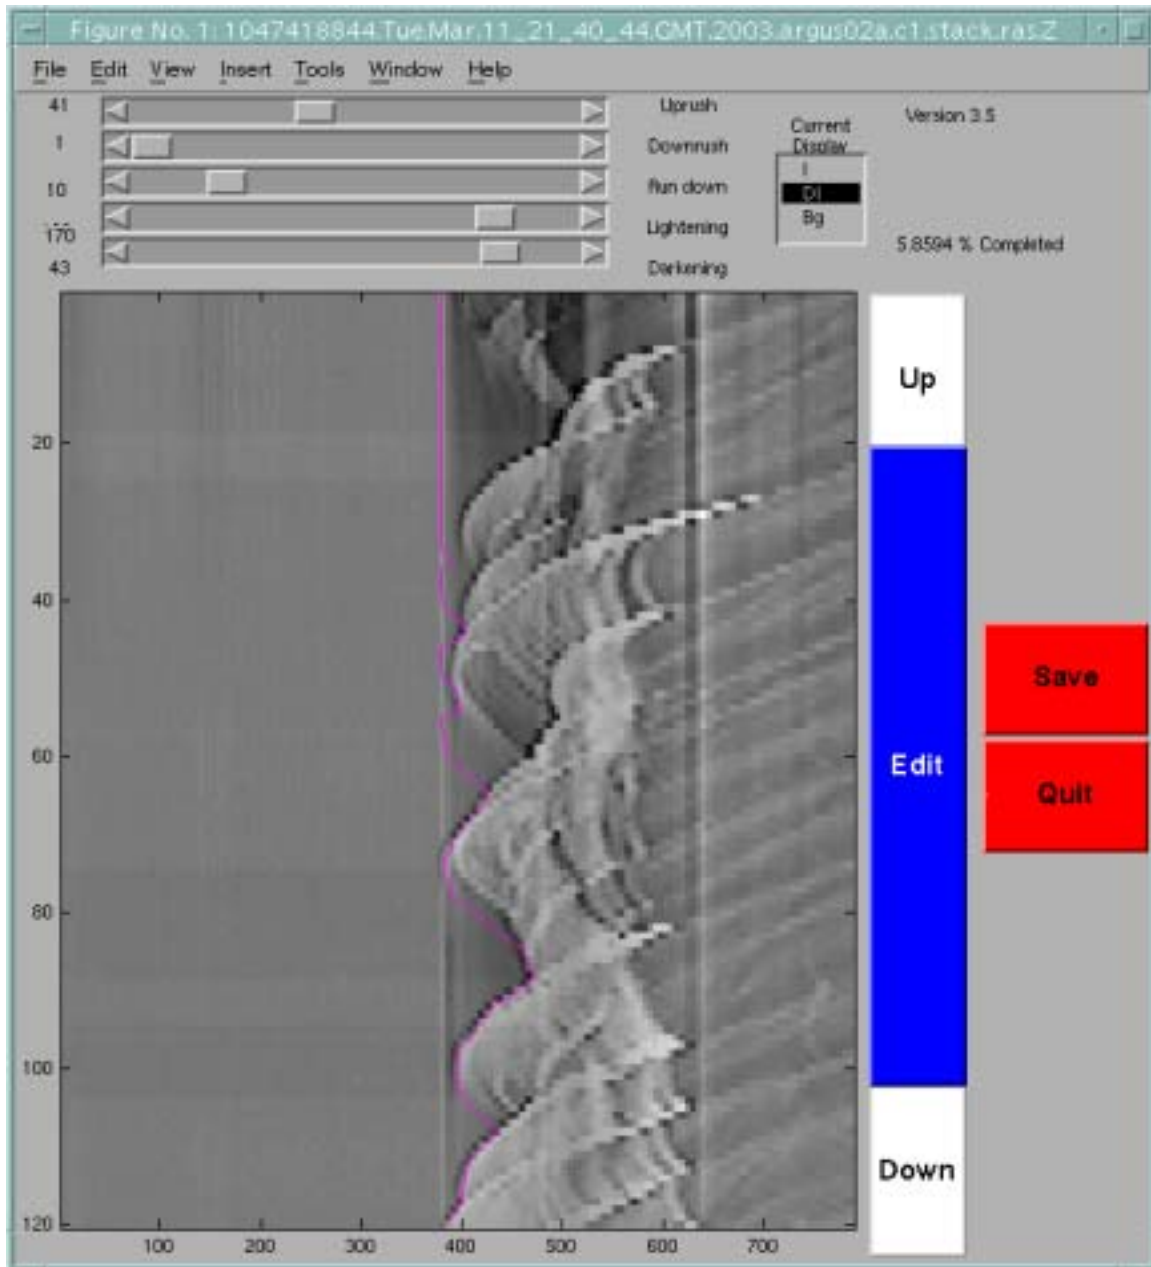 Figure No. 1: 1047418844.Tue.Mar.11_21_40_44.GMT.2003.argus02a.c1.stack.ras.Z
File Edit View Insert Tools Window Help
41 Uprush
1 Downrush
10 Run down
170 Lightening
43 Darkening
Current
Display
I
DI
Bg
Version 3.5
5.8594 % Completed
20
40
60
80
100
120
100 200 300 400 500 600 700
Up
Edit
Down
Save
Quit